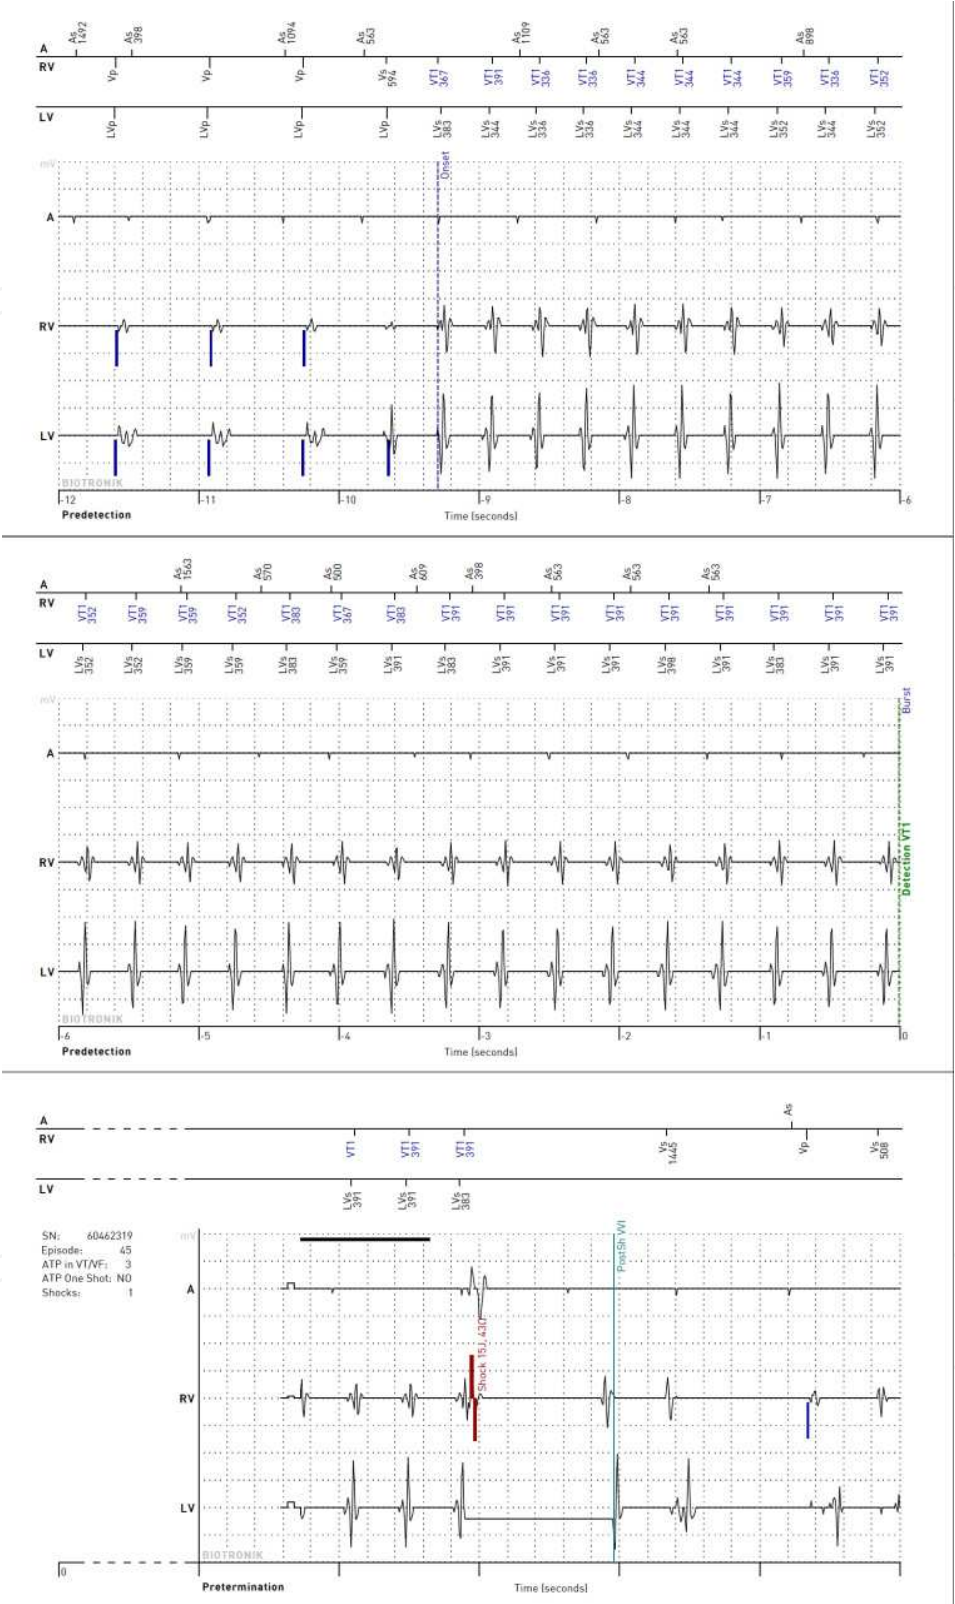 As 1492 As 398 As 1094 As 563 As 1109 As 563 As 563 As 898
A
RV
Vp Vp Vp Vs 594 VT1 367 VT1 391 VT1 336 VT1 336 VT1 344 VT1 344 VT1 344 VT1 359 VT1 336 VT1 352
LV
LVp LVp LVp LVp LVs 383 LVs 344 LVs 336 LVs 336 LVs 344 LVs 344 LVs 344 LVs 352 LVs 344 LVs 352
mV
Onset
A
RV
LV
BIOTRONIK
-12 -11 -10 -9 -8 -7 -6
Predetection Time (seconds)
As 1563 As 570 As 500 As 609 As 398 As 563 As 563 As 563
A
RV
VT1 352 VT1 359 VT1 359 VT1 352 VT1 383 VT1 367 VT1 383 VT1 391 VT1 391 VT1 391 VT1 391 VT1 391 VT1 391 VT1 391 VT1 391 VT1 391
LV
LVs 352 LVs 352 LVs 359 LVs 359 LVs 383 LVs 359 LVs 391 LVs 383 LVs 391 LVs 391 LVs 391 LVs 398 LVs 391 LVs 383 LVs 391 LVs 391
mV
Burst
A
Detection VT1
RV
LV
BIOTRONIK
-6 -5 -4 -3 -2 -1 0
Predetection Time (seconds)
As
A
RV
VT1 VT1 391 VT1 391 Vs 1445 Vp Vs 508
LV
LVs 391 LVs 391 LVs 383
SN: 60462319
Episode: 45
ATP in VT/VF: 3
ATP One Shot: NO
Shocks: 1
mV
PostSh VVI
A
Shock 15J, 43Ω
RV
LV
BIOTRONIK
0
Pretermination Time (seconds)